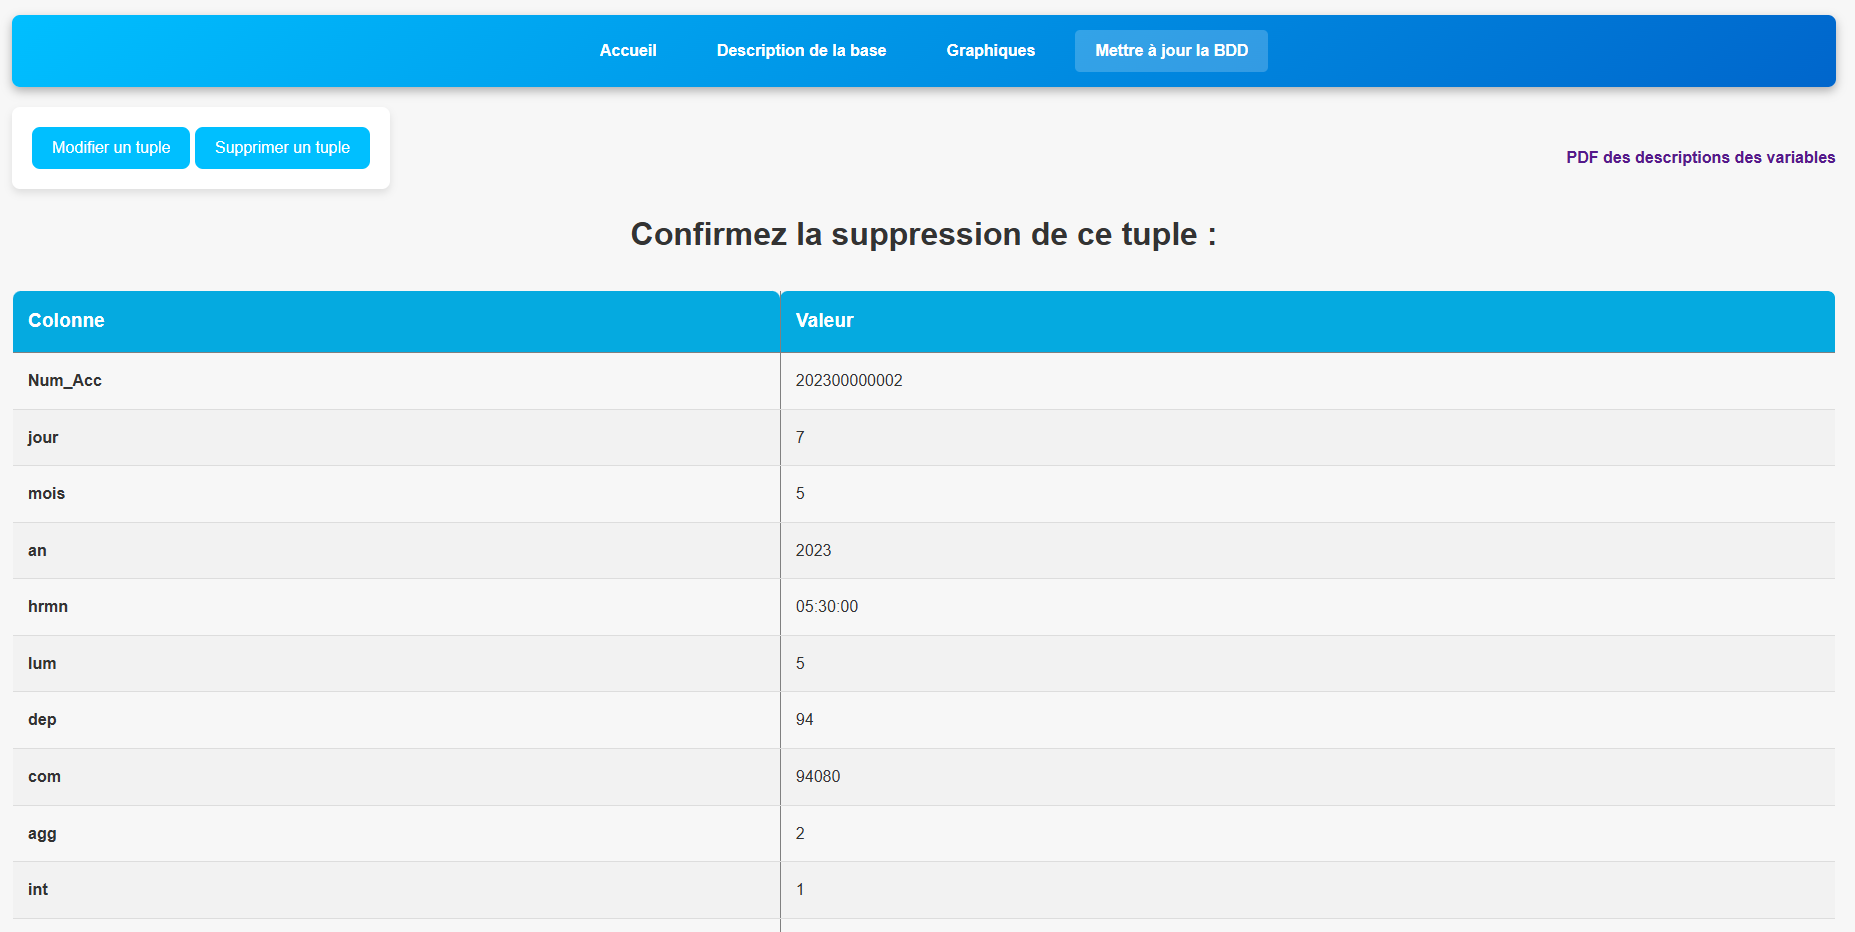 Accueil Description de la base Graphiques Mettre à jour la BDD
Modifier un tuple Supprimer un tuple
PDF des descriptions des variables
Confirmez la suppression de ce tuple :
Colonne Valeur
Num_Acc 202300000002
jour 7
mois 5
an 2023
hrmn 05:30:00
lum 5
dep 94
com 94080
agg 2
int 1